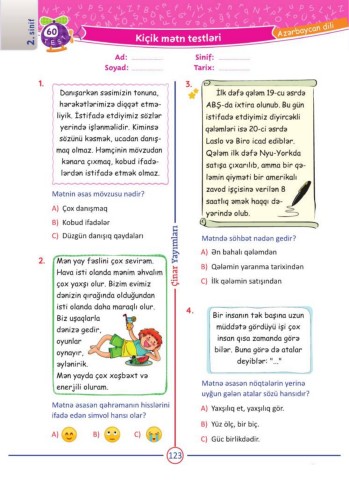 2. sinif
60
TEST
Kiçik mətn testləri
Azərbaycan dili
Ad:
Soyad:
Sinif:
Tarix:
1.
Danışarkən səsimizin tonuna,
hərəkətlərimizə diqqət etmə-
liyik. İstifadə etdiyimiz sözlər
yerində işlənməlidir. Kiminsə
sözünü kəsmək, ucadan danış-
maq olmaz. Həmçinin mövzudan
kənara çıxmaq, kobud ifadə-
lərdən istifadə etmək olmaz.
Mətnin əsas mövzusu nədir?
A) Çox danışmaq
B) Kobud ifadələr
C) Düzgün danışıq qaydaları
2.
Mən yay fəslini çox sevirəm.
Hava isti olanda mənim əhvalım
çox yaxşı olur. Bizim evimiz
dənizin qırağında olduğundan
isti olanda daha maraqlı olur.
Biz uşaqlarla
dənizə gedir,
oyunlar
oynayır,
əylənirik.
Mən yayda çox xoşbəxt və
enerjili oluram.
Mətnə əsasən qəhrəmanın hisslərini
ifadə edən simvol hansı olar?
A)
B)
C)
Çinar Yayımları
3.
İlk dəfə qələm 19-cu əsrdə
ABŞ-da ixtira olunub. Bu gün
istifadə etdiyimiz diyircəkli
qələmləri isə 20-ci əsrdə
Laslo və Biro icad ediblər.
Qələm ilk dəfə Nyu-Yorkda
satışa çıxarılıb, amma bir qə-
ləmin qiyməti bir amerikalı
zavod işçisinə verilən 8
saatlıq əmək haqqı də-
yərində olub.
Mətndə söhbət nədən gedir?
A) Ən bahalı qələmdən
B) Qələmin yaranma tarixindən
C) İlk qələmin satışından
4.
Bir insanın tək başına uzun
müddətə gördüyü işi çox
insan qısa zamanda görə
bilər. Buna görə də atalar
deyiblər: "..."
Mətnə əsasən nöqtələrin yerinə
uyğun gələn atalar sözü hansıdır?
A) Yaxşılıq et, yaxşılıq gör.
B) Yüz ölç, bir biç.
C) Güc birlikdədir.
123